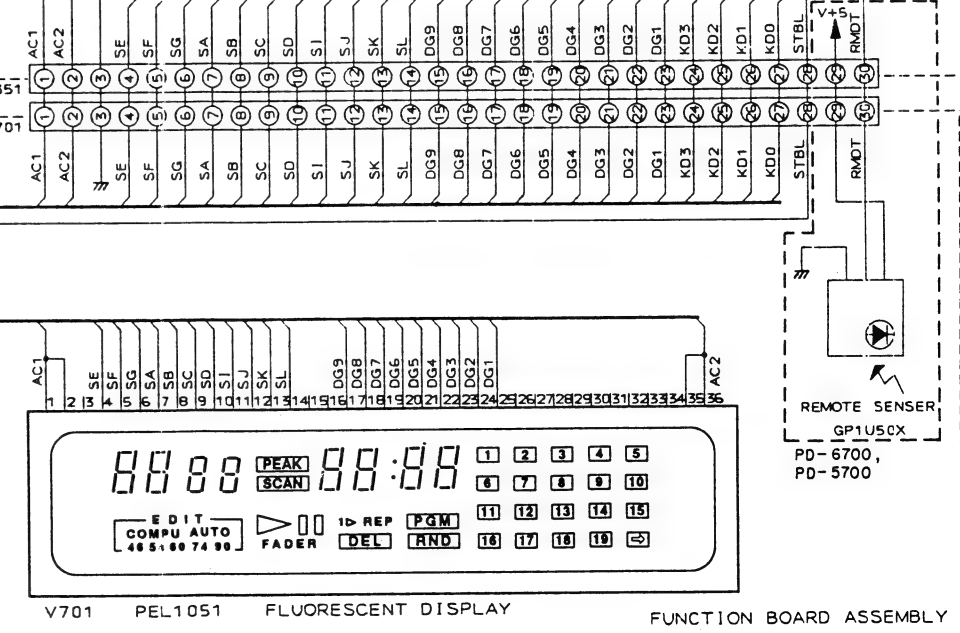 AC1 AC2 SE SF SG SA SB SC SD SI SJ SK SL DG9 DG8 DG7 DG6 DG5 DG4 DG3 DG2 DG1 KD3 KD2 KD1 KD0 STBL V+5 RMDT
1 2 3 4 5 6 7 8 9 10 11 12 13 14 15 16 17 18 19 20 21 22 23 24 25 26 27 28 29 30
701 1 2 3 4 5 6 7 8 9 10 11 12 13 14 15 16 17 18 19 20 21 22 23 24 25 26 27 28 29 30
AC1 AC2 SE SF SG SA SB SC SD SI SJ SK SL DG9 DG8 DG7 DG6 DG5 DG4 DG3 DG2 DG1 KD3 KD2 KD1 KD0 STBL RMDT
AC1 SE SF SG SA SB SC SD SI SJ SK SL DG9 DG8 DG7 DG6 DG5 DG4 DG3 DG2 DG1 AC2
1 2 3 4 5 6 7 8 9 10 11 12 13 14 15 16 17 18 19 20 21 22 23 24 25 26 27 28 29 30 31 32 33 34 35 36
REMOTE SENSER
GP1U50X
PD-6700,
PD-5700
88 88 PEAK 88:88
SCAN
1 2 3 4 5
6 7 8 9 10
11 12 13 14 15
16 17 18 19
EDIT
COMPU AUTO
46 60 74 90
FADER
1 REP PGM
DEL RND
V701 PEL1051 FLUORESCENT DISPLAY
FUNCTION BOARD ASSEMBLY